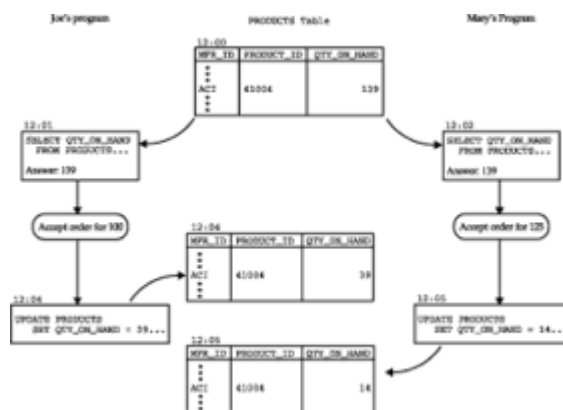 Joe's program
PRODUCTS Table
Mary's Program
12:00
MFR_ID PRODUCT_ID QTY_ON_HAND
ACI 41004 139
12:01
SELECT QTY_ON_HAND
FROM PRODUCTS...
Answer: 139
12:02
SELECT QTY_ON_HAND
FROM PRODUCTS...
Answer: 139
Accept order for 100
Accept order for 125
12:04
MFR_ID PRODUCT_ID QTY_ON_HAND
ACI 41004 39
12:04
UPDATE PRODUCTS
SET QTY_ON_HAND = 39...
12:05
UPDATE PRODUCTS
SET QTY_ON_HAND = 14...
12:05
MFR_ID PRODUCT_ID QTY_ON_HAND
ACI 41004 14